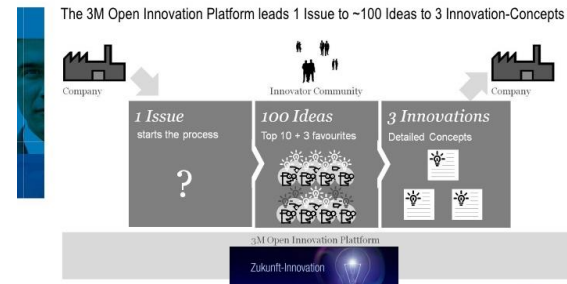 The 3M Open Innovation Platform leads 1 Issue to ~100 Ideas to 3 Innovation-Concepts
Company
Innovator Community
Company
1 Issue
starts the process
?
100 Ideas
Top 10 + 3 favourites
3 Innovations
Detailed Concepts
3M Open Innovation Plattform
Zukunft-Innovation